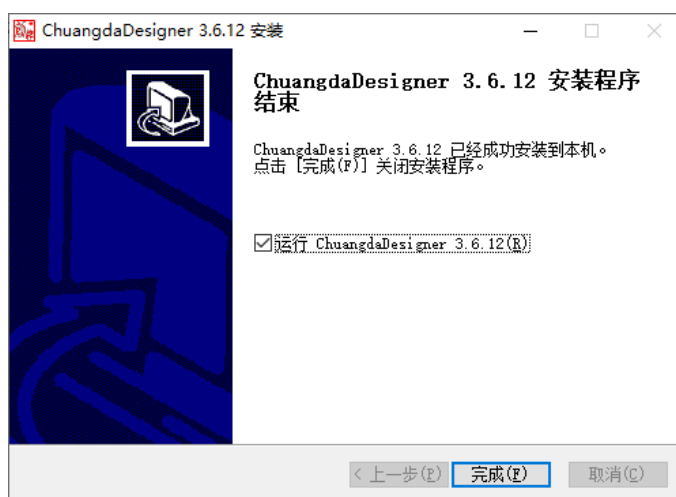 ChuangdaDesigner 3.6.12 安装
ChuangdaDesigner 3.6.12 安装程序
结束
ChuangdaDesigner 3.6.12 已经成功安装到本机。
点击 [完成(F)] 关闭安装程序。
运行 ChuangdaDesigner 3.6.12(R)
< 上一步(P) 完成(F) 取消(C)